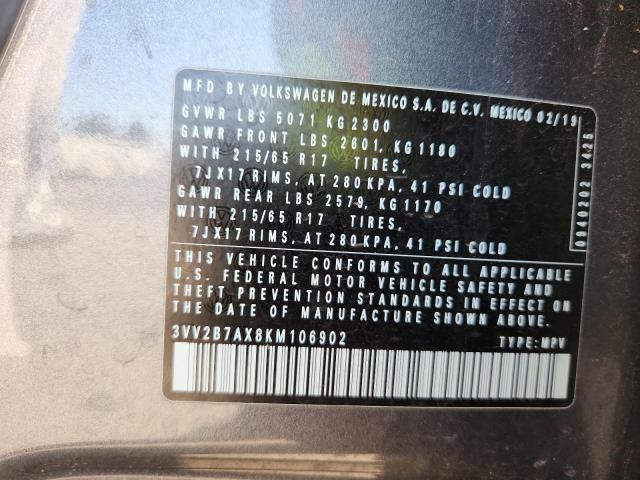 MFD BY VOLKSWAGEN DE MEXICO S.A. DE C.V. MEXICO 02/19
GVWR LBS 5071 KG 2300
GAWR FRONT LBS 2601, KG 1180
WITH 215/65 R17 TIRES,
7JX17 RIMS, AT 280 KPA, 41 PSI COLD
GAWR REAR LBS 2579, KG 1170
WITH 215/65 R17 TIRES,
7JX17 RIMS, AT 280 KPA, 41 PSI COLD
THIS VEHICLE CONFORMS TO ALL APPLICABLE
U.S. FEDERAL MOTOR VEHICLE SAFETY AND
THEFT PREVENTION STANDARDS IN EFFECT ON
THE DATE OF MANUFACTURE SHOWN ABOVE.
3VV2B7AX8KM106902 TYPE: MPV
0040202 3425